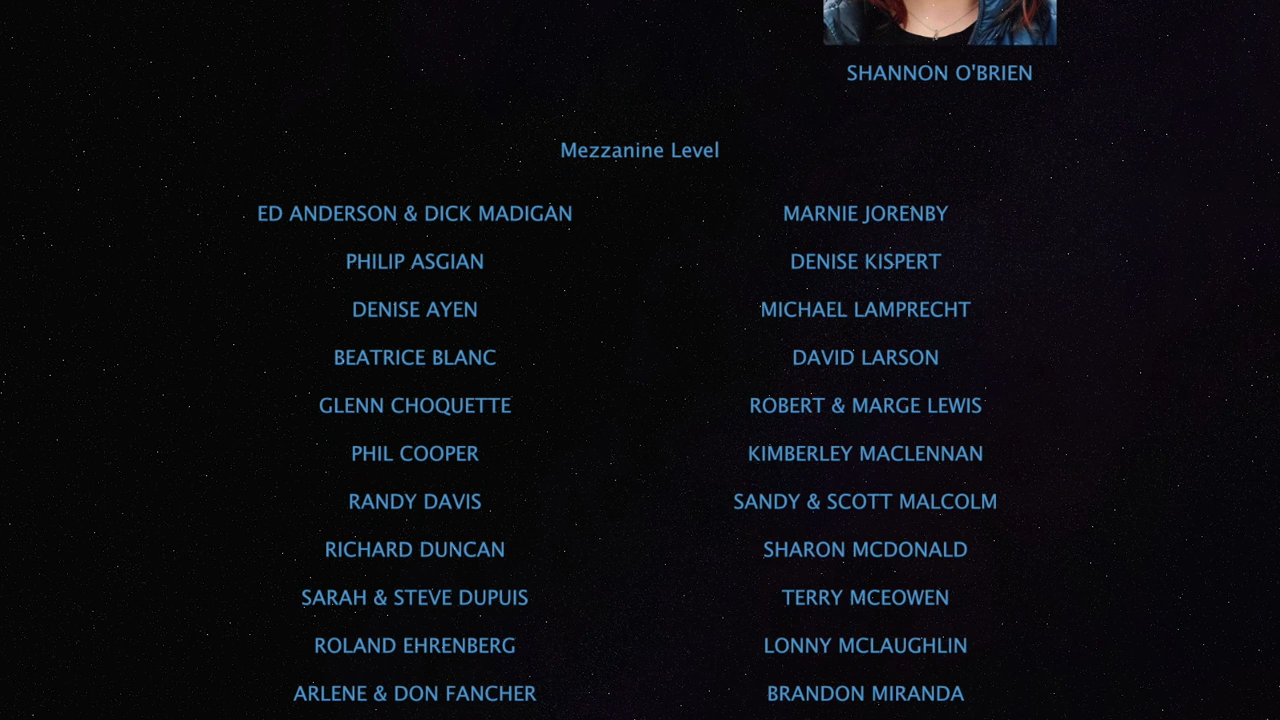 SHANNON O'BRIEN
Mezzanine Level
ED ANDERSON & DICK MADIGAN
PHILIP ASGIAN
DENISE AYEN
BEATRICE BLANC
GLENN CHOQUETTE
PHIL COOPER
RANDY DAVIS
RICHARD DUNCAN
SARAH & STEVE DUPUIS
ROLAND EHRENBERG
ARLENE & DON FANCHER
MARNIE JORENBY
DENISE KISPERT
MICHAEL LAMPRECHT
DAVID LARSON
ROBERT & MARGE LEWIS
KIMBERLEY MACLENNAN
SANDY & SCOTT MALCOLM
SHARON MCDONALD
TERRY MCEOWEN
LONNY MCLAUGHLIN
BRANDON MIRANDA